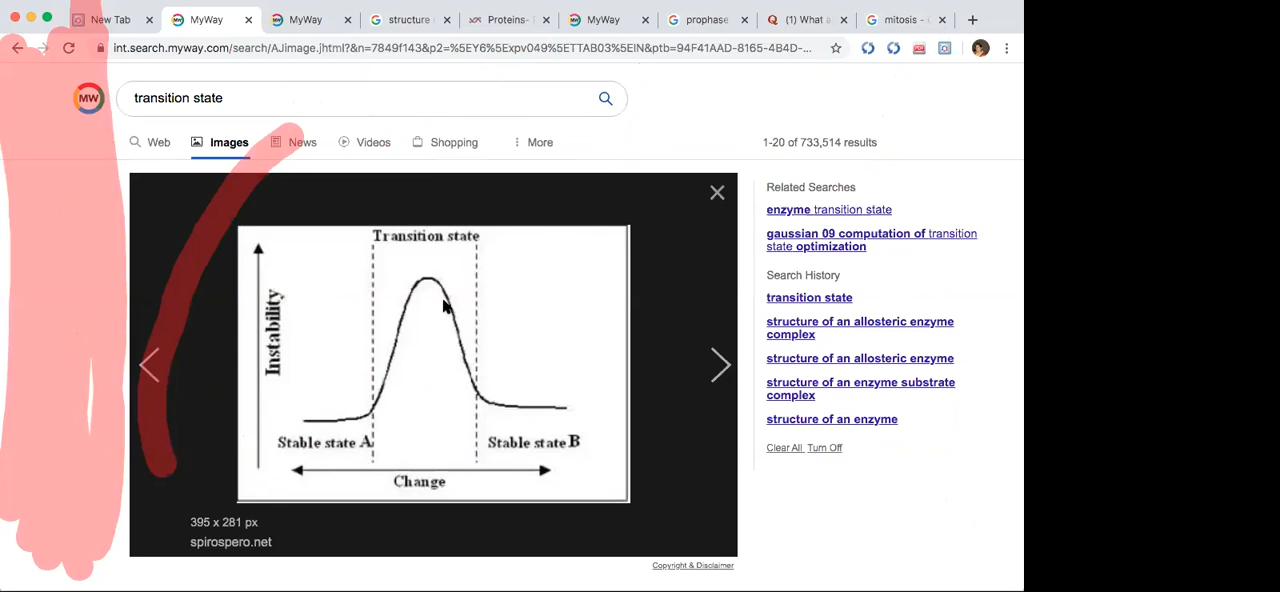 New Tab
MyWay
MyWay
structure
Proteins-
MyWay
prophase
(1) What a
mitosis -
int.search.myway.com/search/AJimage.jhtml?&n=7849f143&p2=%5EY6%5Expv049%5ETTAB03%5EIN&ptb=94F41AAD-8165-4B4D-...
MW
transition state
Web
Images
News
Videos
Shopping
More
1-20 of 733,514 results
Transition state
Instability
Stable state A
Stable state B
Change
395 x 281 px
spirospero.net
Copyright & Disclaimer
Related Searches
enzyme transition state
gaussian 09 computation of transition
state optimization
Search History
transition state
structure of an allosteric enzyme
complex
structure of an allosteric enzyme
structure of an enzyme substrate
complex
structure of an enzyme
Clear All Turn Off